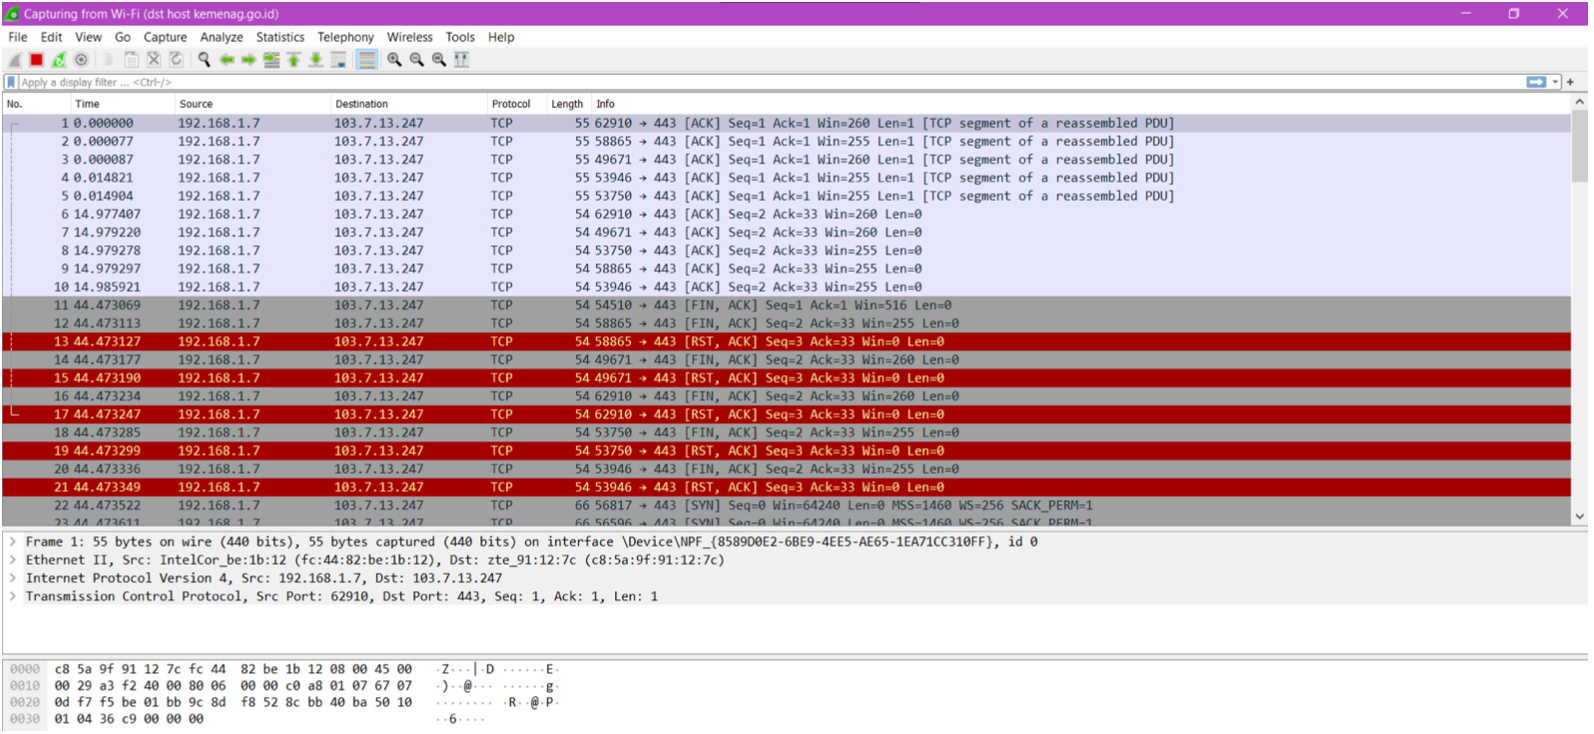 Capturing from Wi-Fi (dst host kemenag.go.id)
File Edit View Go Capture Analyze Statistics Telephony Wireless Tools Help
Apply a display filter ... <Ctrl-/>
No. Time Source Destination Protocol Length Info
1 0.000000 192.168.1.7 103.7.13.247 TCP 55 62910 → 443 [ACK] Seq=1 Ack=1 Win=260 Len=1 [TCP segment of a reassembled PDU]
2 0.000077 192.168.1.7 103.7.13.247 TCP 55 58865 → 443 [ACK] Seq=1 Ack=1 Win=255 Len=1 [TCP segment of a reassembled PDU]
3 0.000087 192.168.1.7 103.7.13.247 TCP 55 49671 → 443 [ACK] Seq=1 Ack=1 Win=260 Len=1 [TCP segment of a reassembled PDU]
4 0.014821 192.168.1.7 103.7.13.247 TCP 55 53946 → 443 [ACK] Seq=1 Ack=1 Win=255 Len=1 [TCP segment of a reassembled PDU]
5 0.014904 192.168.1.7 103.7.13.247 TCP 55 53750 → 443 [ACK] Seq=1 Ack=1 Win=255 Len=1 [TCP segment of a reassembled PDU]
6 14.977407 192.168.1.7 103.7.13.247 TCP 54 62910 → 443 [ACK] Seq=2 Ack=33 Win=260 Len=0
7 14.979220 192.168.1.7 103.7.13.247 TCP 54 49671 → 443 [ACK] Seq=2 Ack=33 Win=260 Len=0
8 14.979278 192.168.1.7 103.7.13.247 TCP 54 53750 → 443 [ACK] Seq=2 Ack=33 Win=255 Len=0
9 14.979297 192.168.1.7 103.7.13.247 TCP 54 58865 → 443 [ACK] Seq=2 Ack=33 Win=255 Len=0
10 14.985921 192.168.1.7 103.7.13.247 TCP 54 53946 → 443 [ACK] Seq=2 Ack=33 Win=255 Len=0
11 44.473069 192.168.1.7 103.7.13.247 TCP 54 54510 → 443 [FIN, ACK] Seq=1 Ack=1 Win=516 Len=0
12 44.473113 192.168.1.7 103.7.13.247 TCP 54 58865 → 443 [FIN, ACK] Seq=2 Ack=33 Win=255 Len=0
13 44.473127 192.168.1.7 103.7.13.247 TCP 54 58865 → 443 [RST, ACK] Seq=3 Ack=33 Win=0 Len=0
14 44.473177 192.168.1.7 103.7.13.247 TCP 54 49671 → 443 [FIN, ACK] Seq=2 Ack=33 Win=260 Len=0
15 44.473190 192.168.1.7 103.7.13.247 TCP 54 49671 → 443 [RST, ACK] Seq=3 Ack=33 Win=0 Len=0
16 44.473234 192.168.1.7 103.7.13.247 TCP 54 62910 → 443 [FIN, ACK] Seq=2 Ack=33 Win=260 Len=0
17 44.473247 192.168.1.7 103.7.13.247 TCP 54 62910 → 443 [RST, ACK] Seq=3 Ack=33 Win=0 Len=0
18 44.473285 192.168.1.7 103.7.13.247 TCP 54 53750 → 443 [FIN, ACK] Seq=2 Ack=33 Win=255 Len=0
19 44.473299 192.168.1.7 103.7.13.247 TCP 54 53750 → 443 [RST, ACK] Seq=3 Ack=33 Win=0 Len=0
20 44.473336 192.168.1.7 103.7.13.247 TCP 54 53946 → 443 [FIN, ACK] Seq=2 Ack=33 Win=255 Len=0
21 44.473349 192.168.1.7 103.7.13.247 TCP 54 53946 → 443 [RST, ACK] Seq=3 Ack=33 Win=0 Len=0
22 44.473522 192.168.1.7 103.7.13.247 TCP 66 56817 → 443 [SYN] Seq=0 Win=64240 Len=0 MSS=1460 WS=256 SACK_PERM=1
23 44.473611 192.168.1.7 103.7.13.247 TCP 66 56596 → 443 [SYN] Seq=0 Win=64240 Len=0 MSS=1460 WS=256 SACK_PERM=1
> Frame 1: 55 bytes on wire (440 bits), 55 bytes captured (440 bits) on interface \Device\NPF_{8589D0E2-6BE9-4EE5-AE65-1EA71CC310FF}, id 0
> Ethernet II, Src: IntelCor_be:1b:12 (fc:44:82:be:1b:12), Dst: zte_91:12:7c (c8:5a:9f:91:12:7c)
> Internet Protocol Version 4, Src: 192.168.1.7, Dst: 103.7.13.247
> Transmission Control Protocol, Src Port: 62910, Dst Port: 443, Seq: 1, Ack: 1, Len: 1
0000 c8 5a 9f 91 12 7c fc 44 82 be 1b 12 08 00 45 00 ·Z···|·D ······E·
0010 00 29 a3 f2 40 00 80 06 00 00 c0 a8 01 07 67 07 ·)··@··· ······g·
0020 0d f7 f5 be 01 bb 9c 8d f8 52 8c bb 40 ba 50 10 ········ ·R··@·P·
0030 01 04 36 c9 00 00 00 ··6····